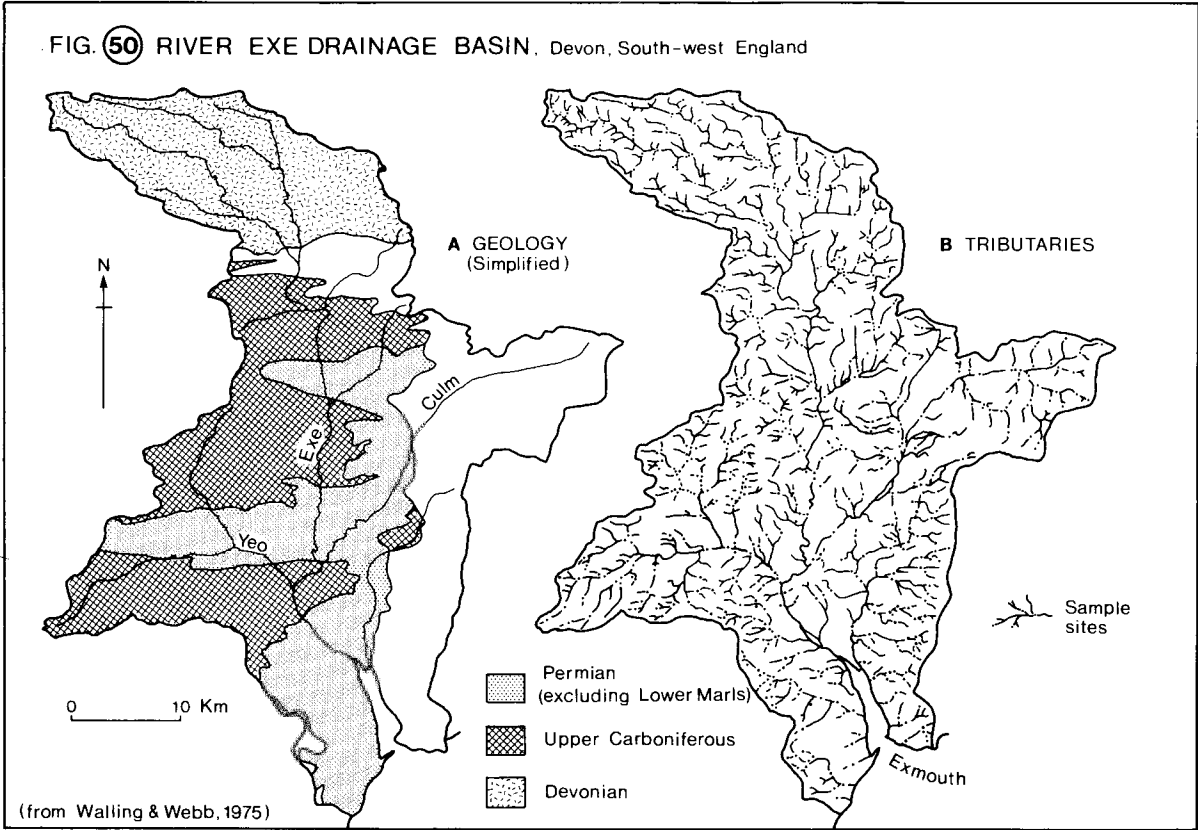 FIG. 50 RIVER EXE DRAINAGE BASIN. Devon, South-west England
A GEOLOGY
(Simplified)
B TRIBUTARIES
N
Culm
Exe
Yeo
Sample
sites
0 10 Km
Permian
(excluding Lower Marls)
Upper Carboniferous
Devonian
Exmouth
(from Walling & Webb, 1975)